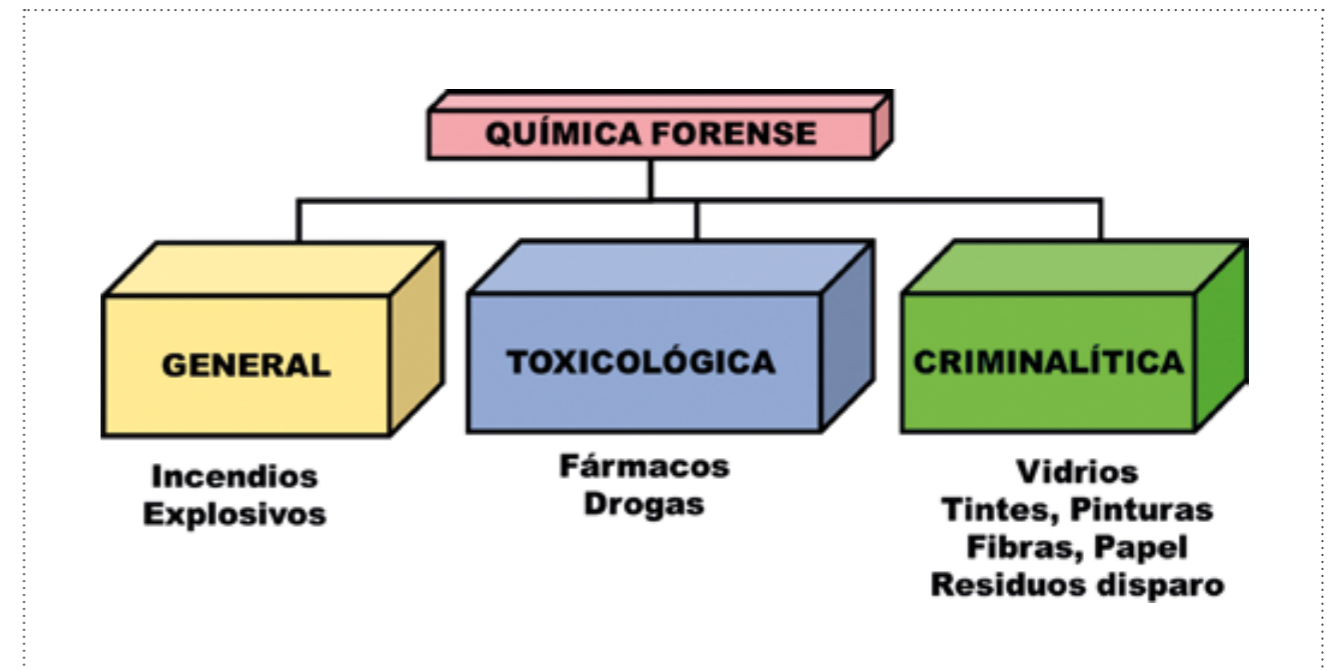 QUÍMICA FORENSE
GENERAL
Incendios
Explosivos
TOXICOLÓGICA
Fármacos
Drogas
CRIMINALÍTICA
Vidrios
Tintes, Pinturas
Fibras, Papel
Residuos disparo